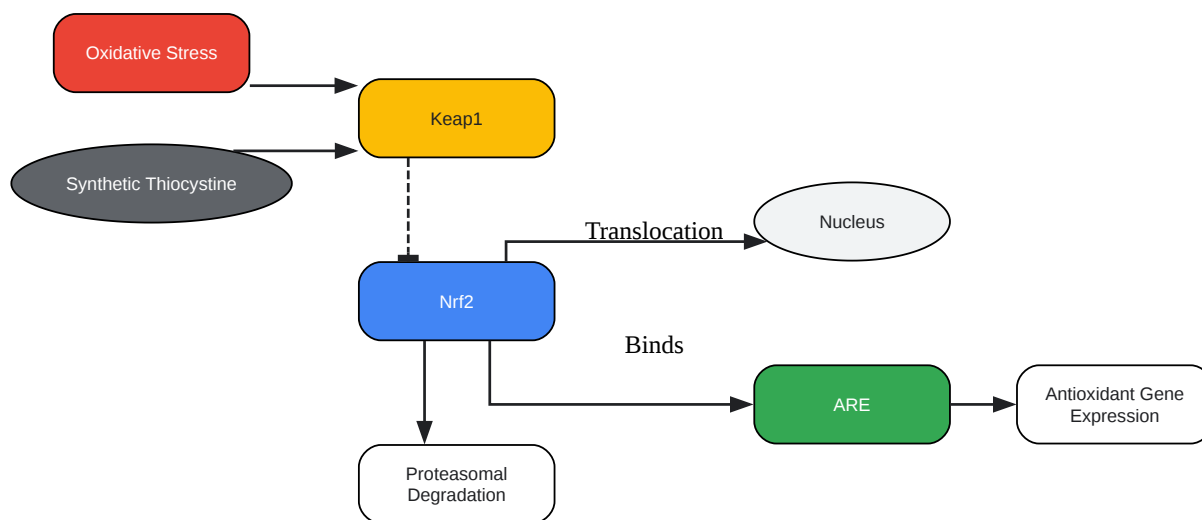 Oxidative Stress
Keap1
Synthetic Thiocystine
Translocation
Nucleus
Nrf2
Binds
ARE
Antioxidant Gene
Expression
Proteasomal
Degradation